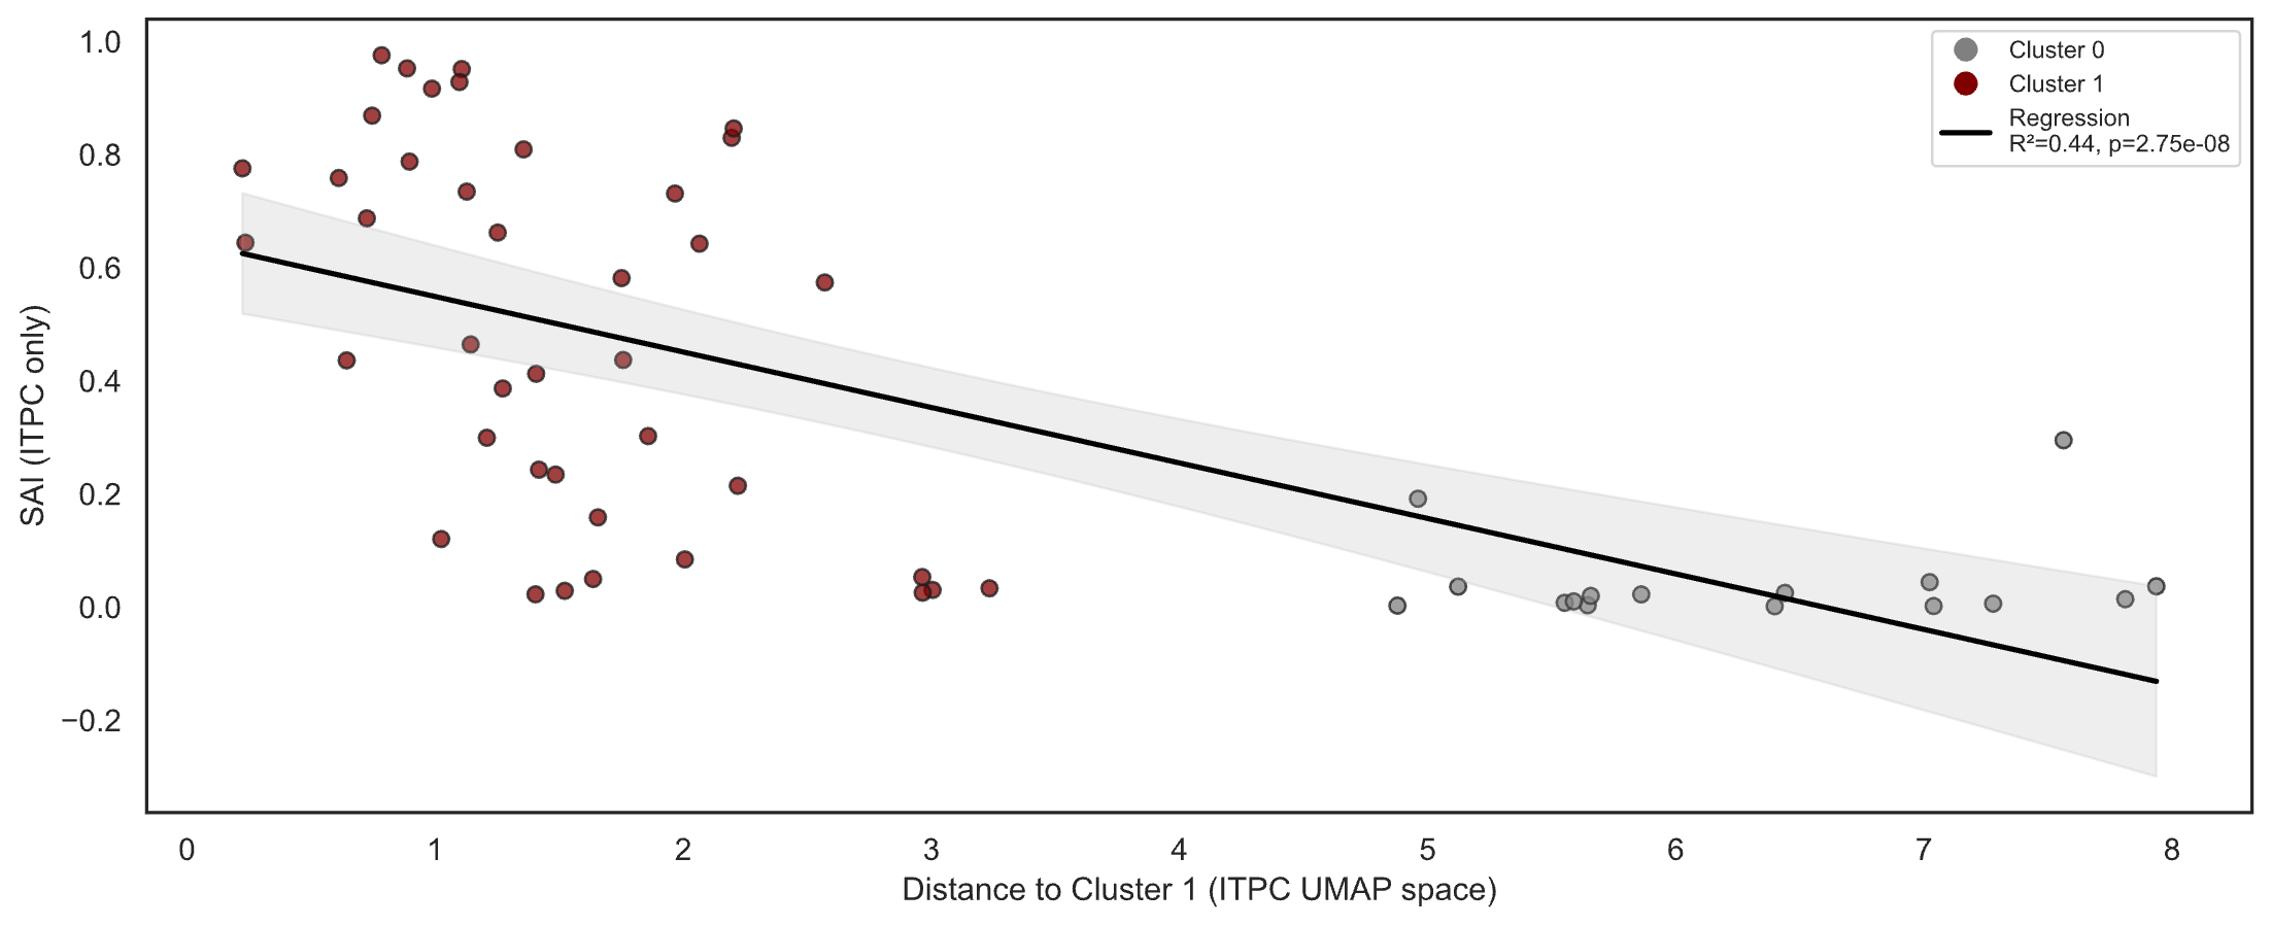 1.0
0.8
0.6
0.4
0.2
0.0
−0.2
SAI (ITPC only)
Cluster 0
Cluster 1
Regression
R²=0.44, p=2.75e-08
0 1 2 3 4 5 6 7 8
Distance to Cluster 1 (ITPC UMAP space)